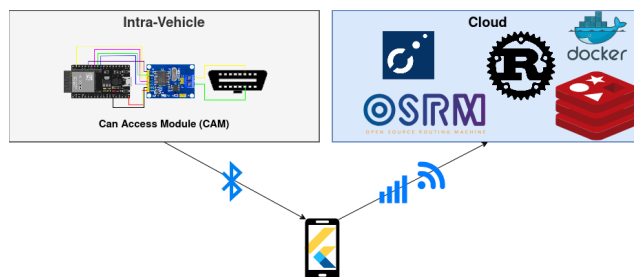 Intra-Vehicle
Can Access Module (CAM)
Cloud
docker
R
OSRM
OPEN SOURCE ROUTING MACHINE